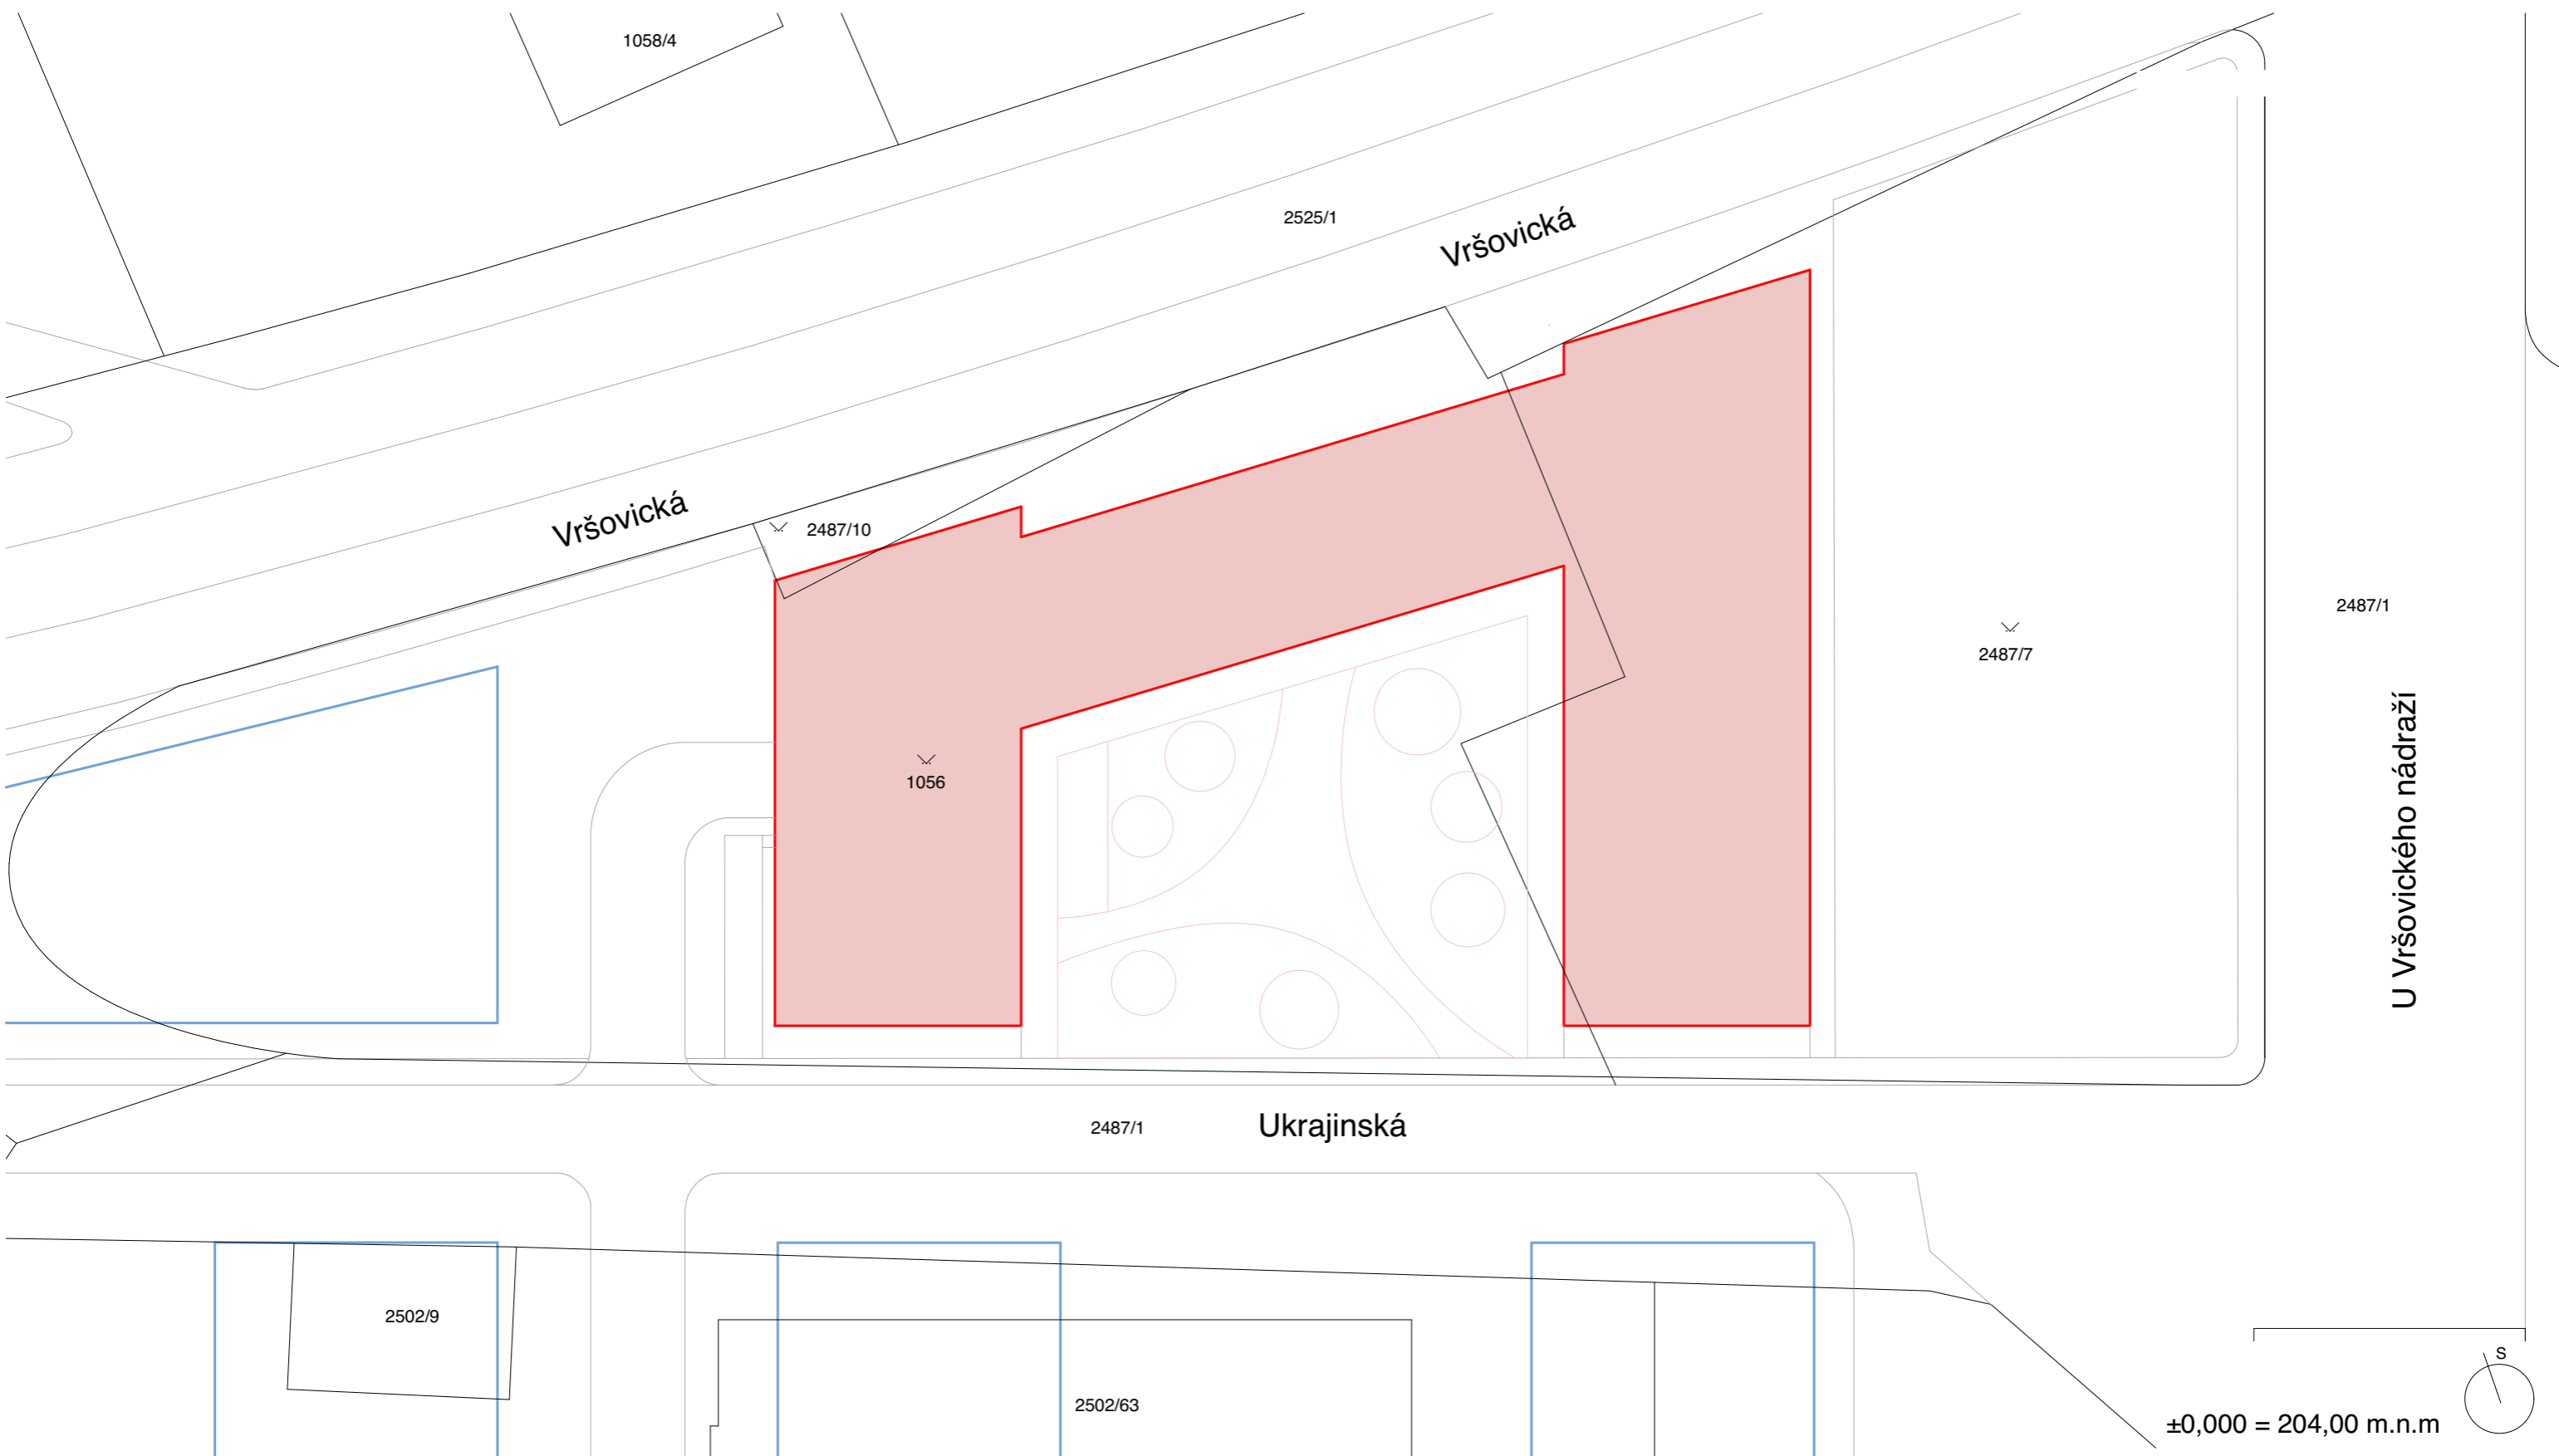 1058/4
2525/1
Vršovická
Vršovická
2487/10
2487/1
2487/7
1056
U Vršovického nádraží
2487/1
Ukrajinská
2502/9
2502/63
S
±0,000 = 204,00 m.n.m